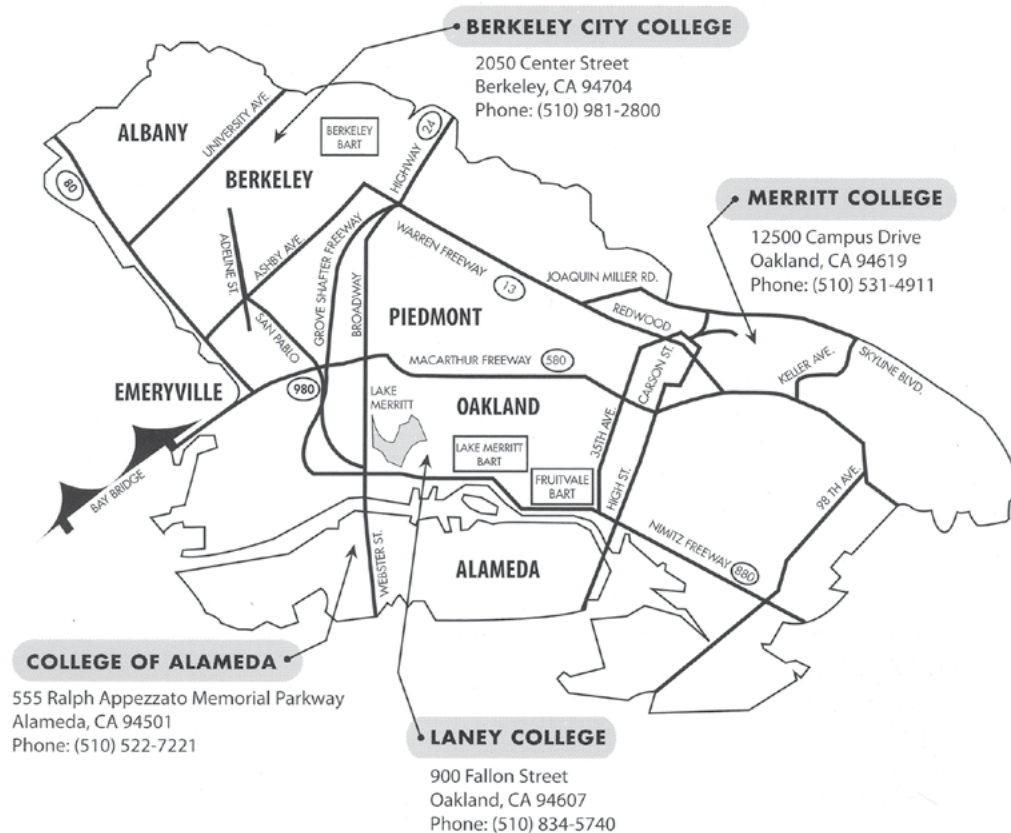 BERKELEY CITY COLLEGE
2050 Center Street
Berkeley, CA 94704
Phone: (510) 981-2800
ALBANY
UNIVERSITY AVE.
BERKELEY
BART
HIGHWAY
24
80
BERKELEY
MERRITT COLLEGE
12500 Campus Drive
Oakland, CA 94619
Phone: (510) 531-4911
ADELINE ST.
ASHBY AVE.
GROVE SHAFTER FREEWAY
BROADWAY
WARREN FREEWAY
13
JOAQUIN MILLER RD.
REDWOOD
SAN PABLO
PIEDMONT
MACARTHUR FREEWAY
580
CARSON ST.
KELLER AVE.
SKYLINE BLVD.
EMERYVILLE
980
LAKE
MERRITT
OAKLAND
LAKE MERRITT
BART
35TH AVE.
FRUITVALE
BART
HIGH ST.
98 TH AVE.
BAY BRIDGE
NIMITZ FREEWAY
880
WEBSTER ST.
ALAMEDA
COLLEGE OF ALAMEDA
555 Ralph Appezzato Memorial Parkway
Alameda, CA 94501
Phone: (510) 522-7221
LANEY COLLEGE
900 Fallon Street
Oakland, CA 94607
Phone: (510) 834-5740